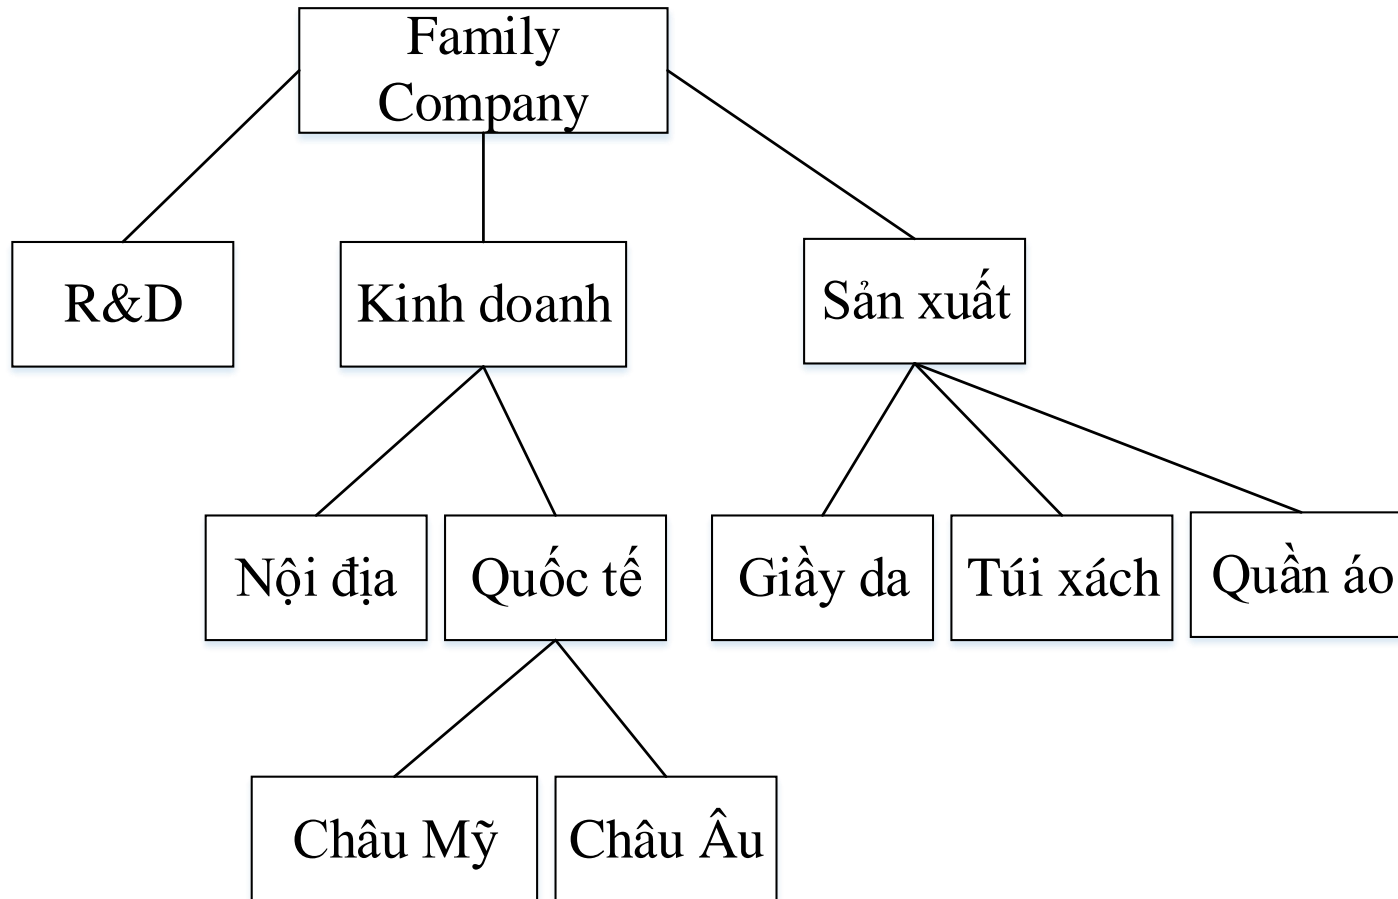 Family
Company
R&D
Kinh doanh
Sản xuất
Nội địa
Quốc tế
Giầy da
Túi xách
Quần áo
Châu Mỹ
Châu Âu